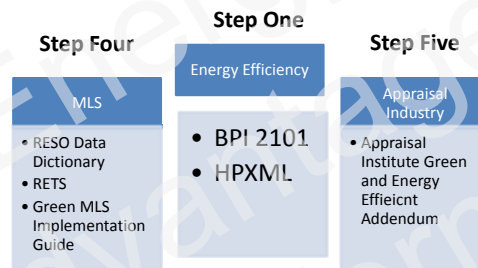 Step Four
MLS
• RESO Data
Dictionary
• RETS
• Green MLS
Implementation
Guide
Step One
Energy Efficiency
• BPI 2101
• HPXML
Step Five
Appraisal
Industry
• Appraisal
Institute Green
and Energy
Effieicnt
Addendum